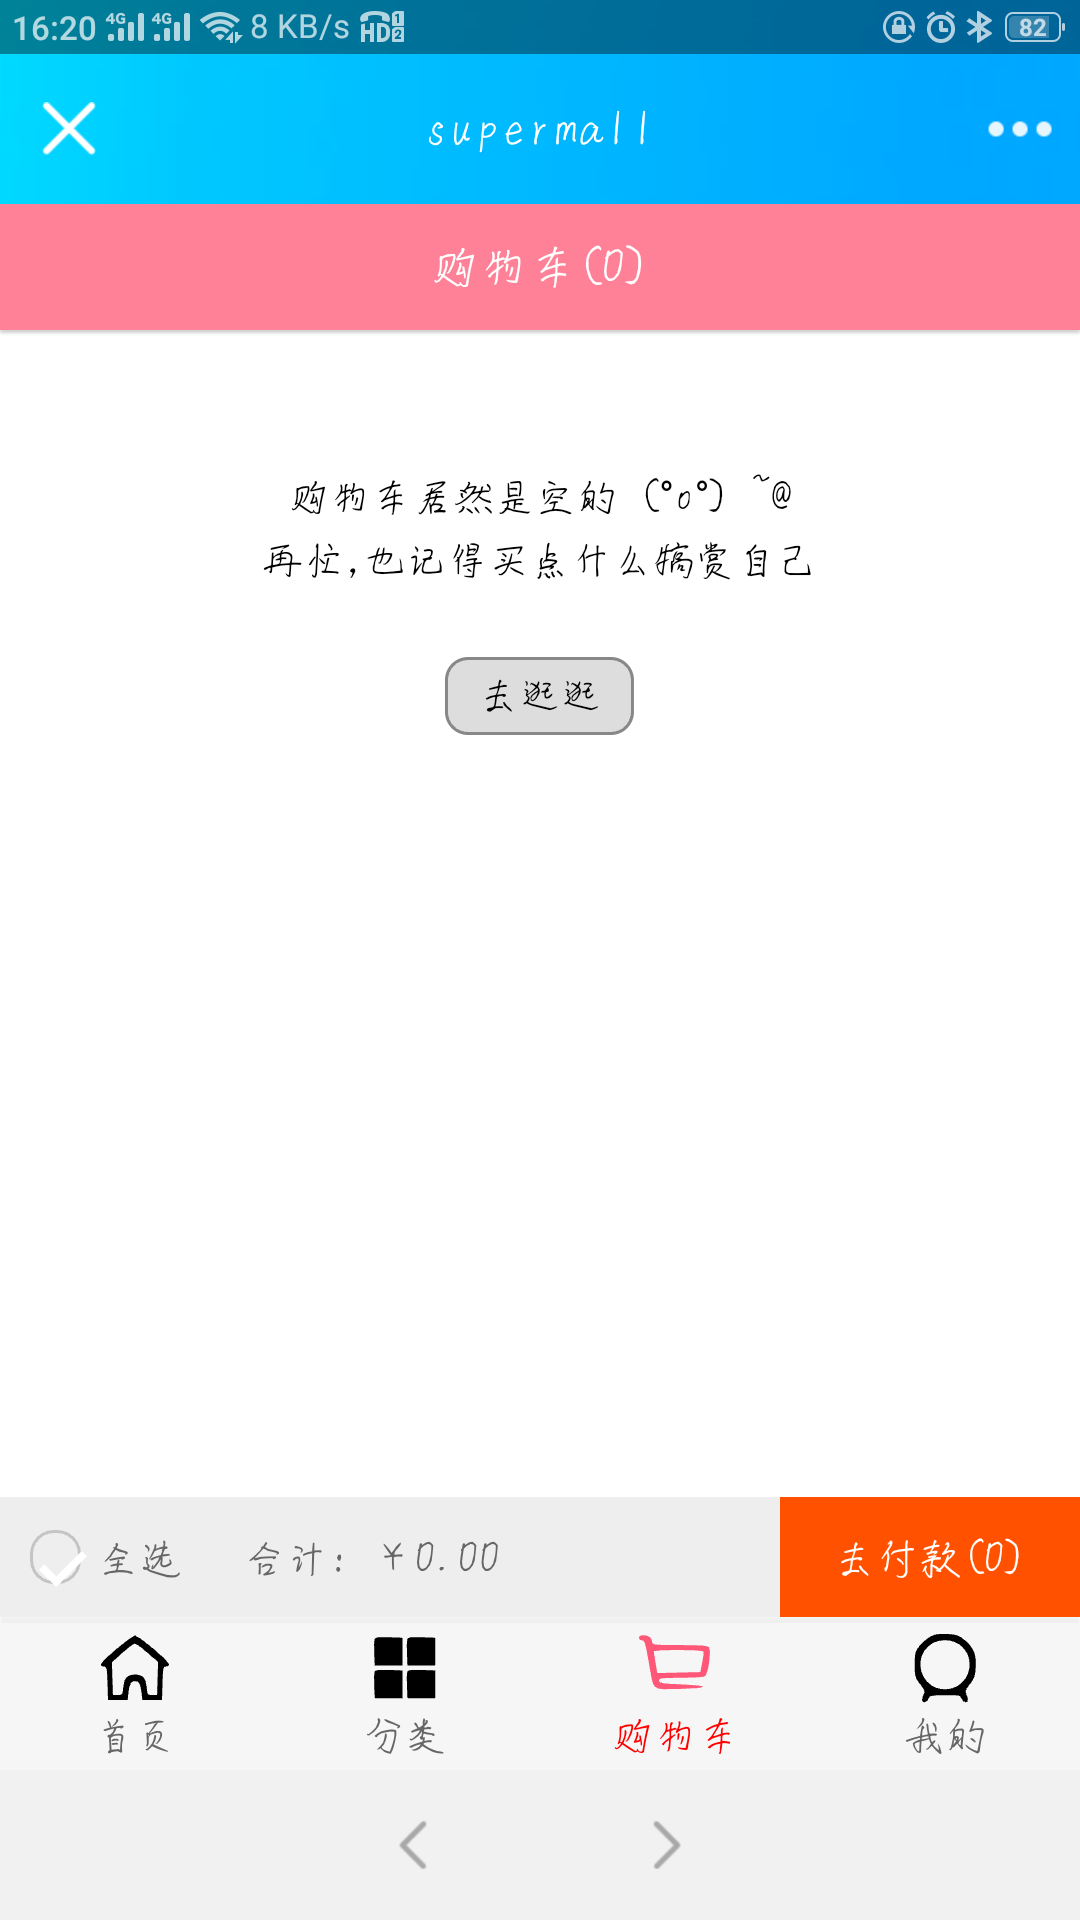 16:20 4G 4G 8 KB/s HD 1 2 82
supermall
购物车(0)
购物车居然是空的 (°o°) ~@
再忙,也记得买点什么犒赏自己
去逛逛
全选 合计: ¥0.00 去付款(0)
首页 分类 购物车 我的